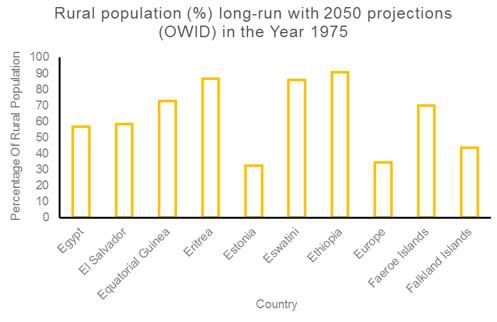 Rural population (%) long-run with 2050 projections
(OWID) in the Year 1975
Percentage Of Rural Population
100
90
80
70
60
50
40
30
20
10
0
Egypt
El Salvador
Equatorial Guinea
Eritrea
Estonia
Eswatini
Ethiopia
Europe
Faeroe Islands
Falkland Islands
Country